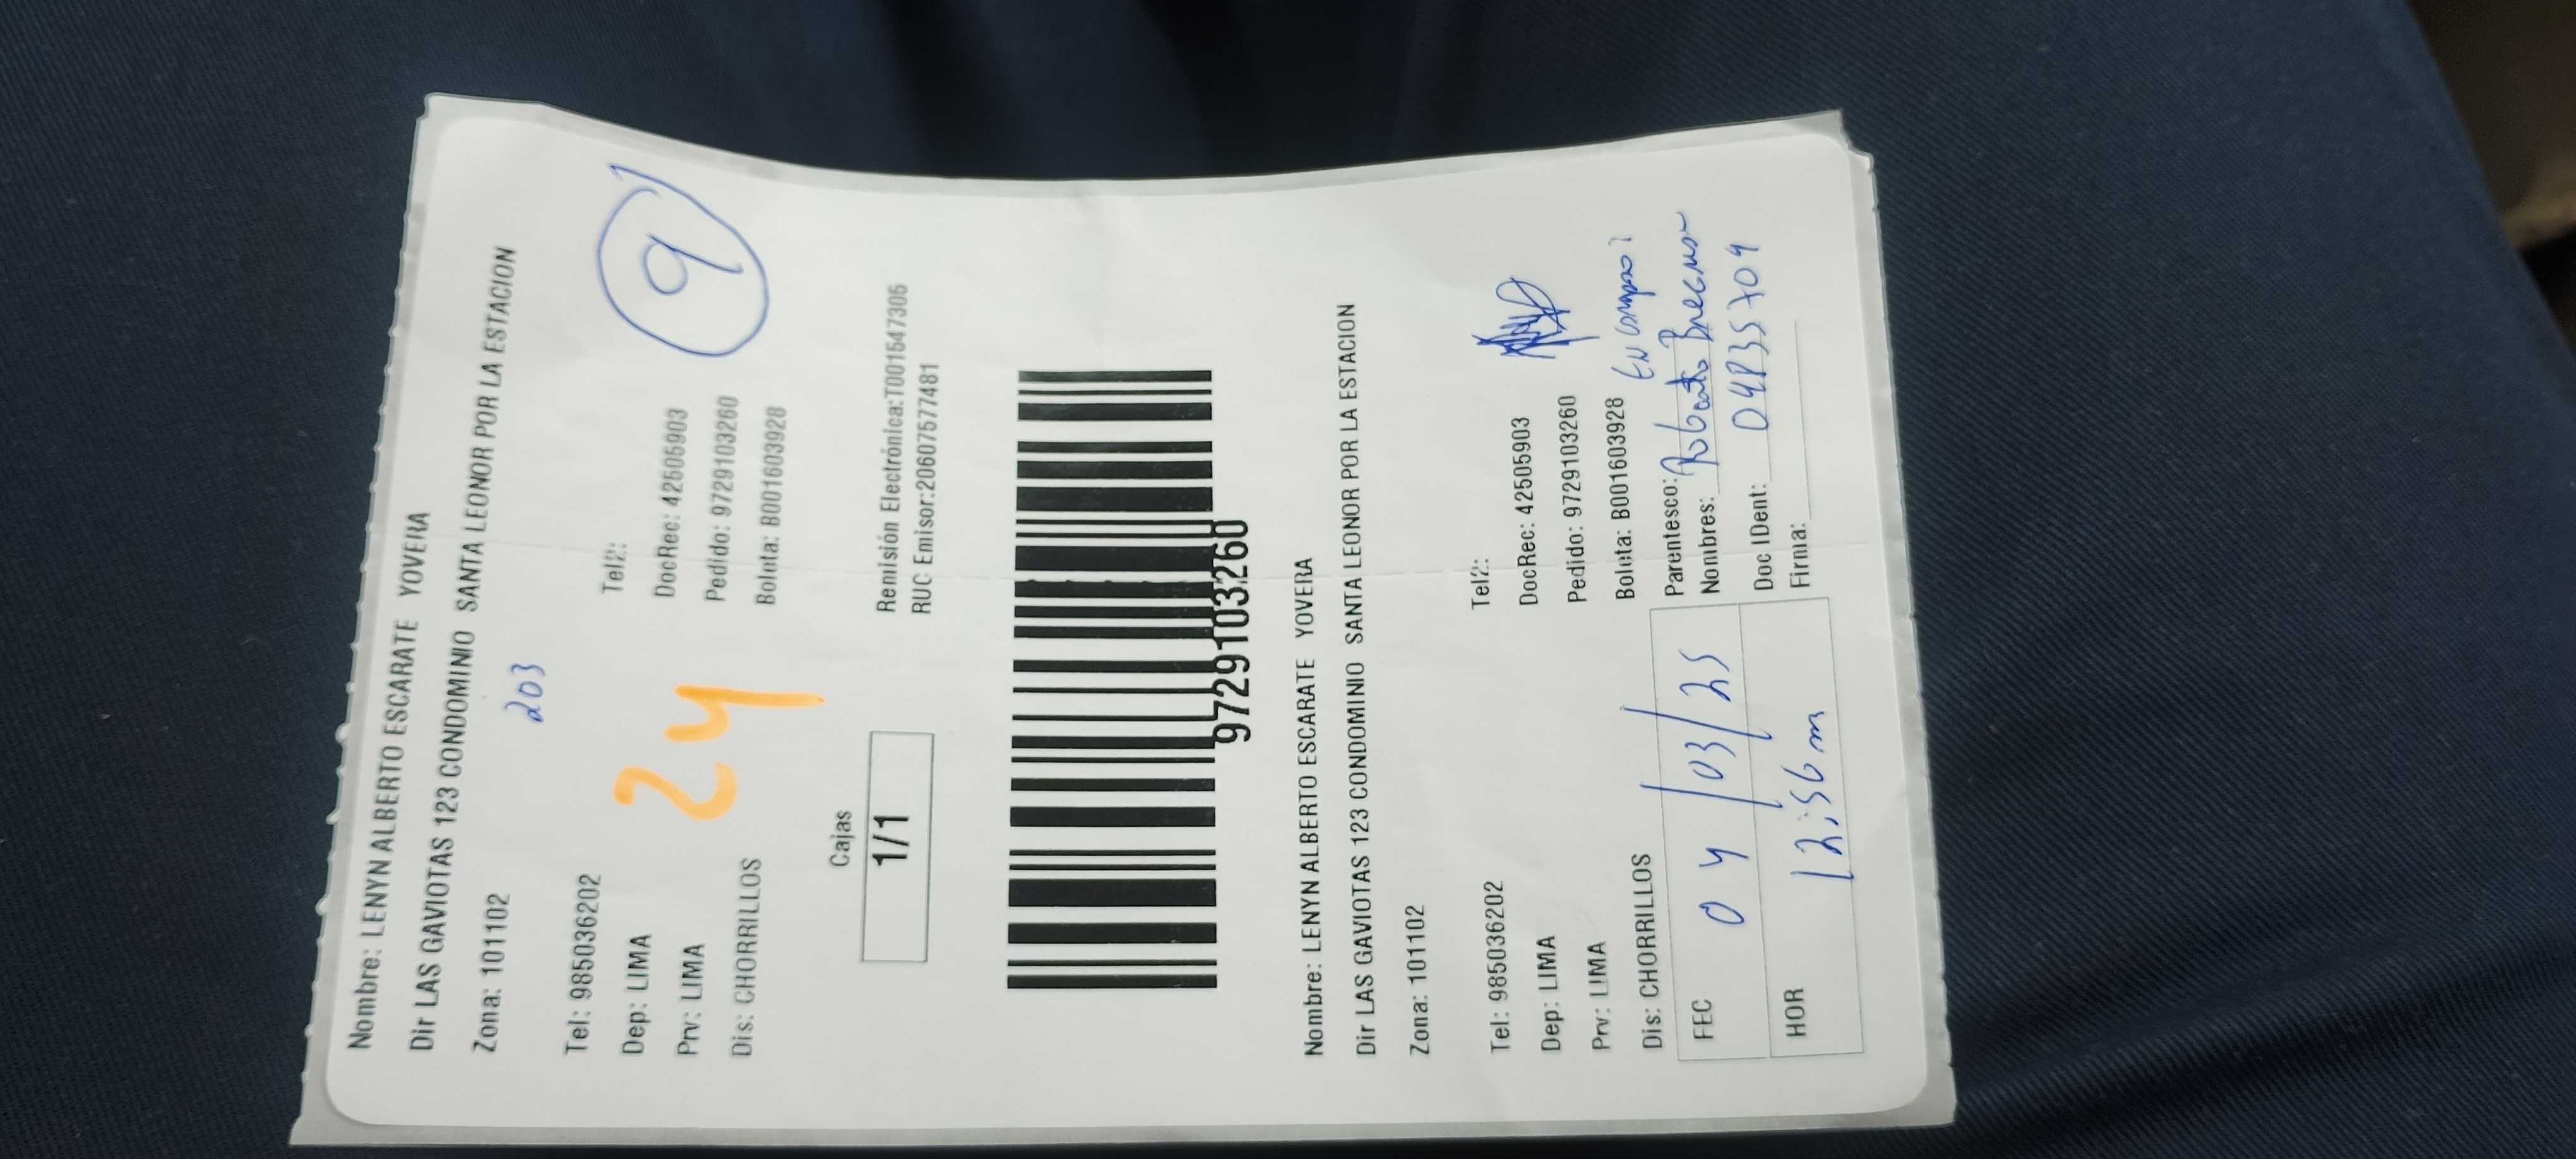 Nombre: LENYN ALBERTO ESCARATE YOVERA
Dir LAS GAVIOTAS 123 CONDOMINIO SANTA LEONOR POR LA ESTACION
Zona: 101102
203
Tel: 985036202 Tel2:
Dep: LIMA DocRec: 42505903
Prv: LIMA Pedido: 9729103260
Dis: CHORRILLOS Boleta: B001603928
24
9
Cajas
1/1
Remisión Electrónica:T001547305
RUC Emisor:20607577481
9729103260
Nombre: LENYN ALBERTO ESCARATE YOVERA
Dir LAS GAVIOTAS 123 CONDOMINIO SANTA LEONOR POR LA ESTACION
Zona: 101102
Tel: 985036202 Tel2:
Dep: LIMA DocRec: 42505903
Prv: LIMA Pedido: 9729103260
Dis: CHORRILLOS Boleta: B001603928
FEC 04/03/25
HOR 12:56 m
Parentesco:
Nombres: Roberto
Doc IDent:
Firma: